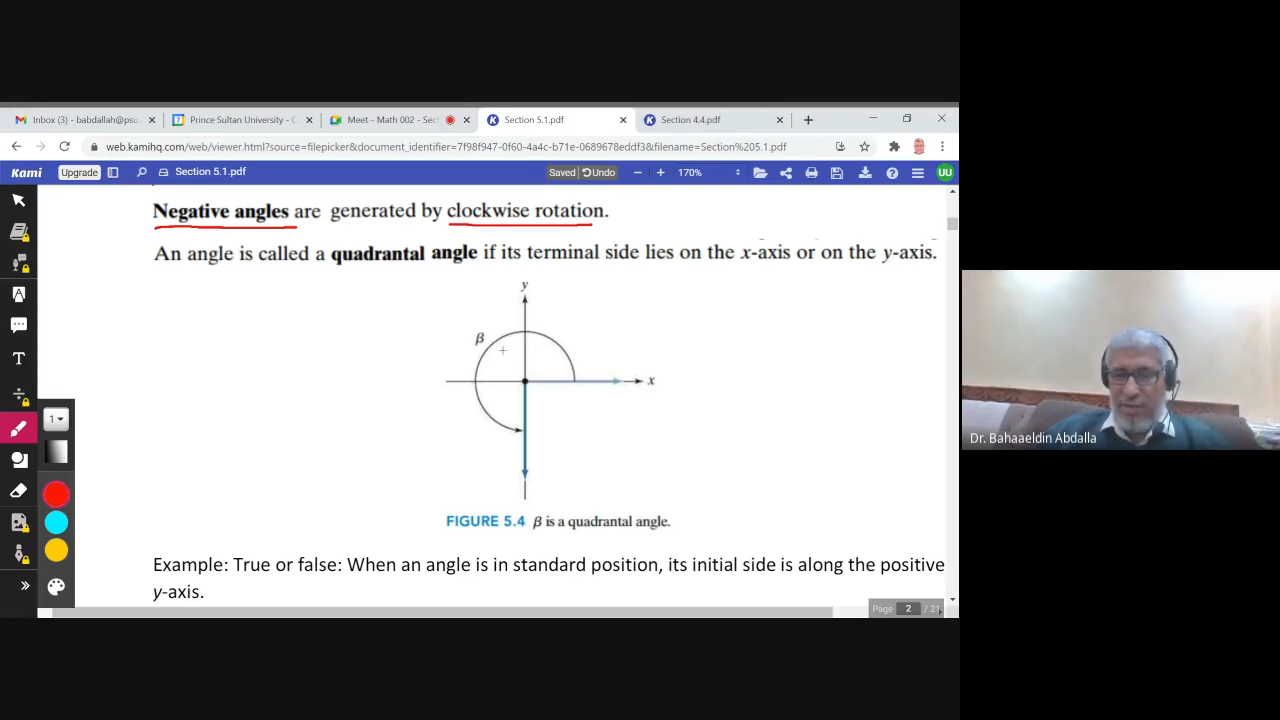 Inbox (3) - babdallah@psu.
Prince Sultan University - C
Meet - Math 002 - Sec
Section 5.1.pdf
Section 4.4.pdf
web.kamihq.com/web/viewer.html?source=filepicker&document_identifier=7f98f947-0f60-4a4c-b71e-0689678eddf3&filename=Section%205.1.pdf
Kami Upgrade Section 5.1.pdf Saved Undo 170% UU
Negative angles are generated by clockwise rotation.
An angle is called a quadrantal angle if its terminal side lies on the x-axis or on the y-axis.
y
β
x
FIGURE 5.4 β is a quadrantal angle.
Example: True or false: When an angle is in standard position, its initial side is along the positive
y-axis.
Page 2 / 21
1
Dr. Bahaaeldin Abdalla